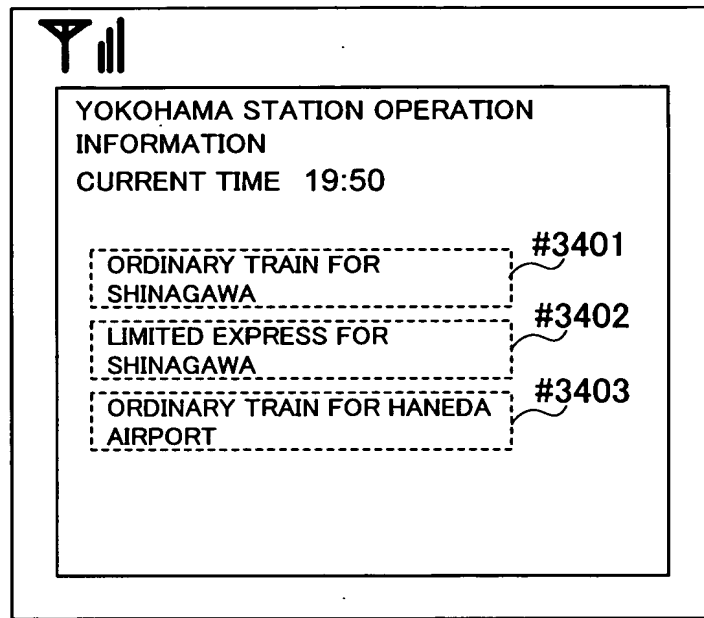 YOKOHAMA STATION OPERATION
INFORMATION
CURRENT TIME 19:50
#3401
ORDINARY TRAIN FOR
SHINAGAWA
#3402
LIMITED EXPRESS FOR
SHINAGAWA
#3403
ORDINARY TRAIN FOR HANEDA
AIRPORT